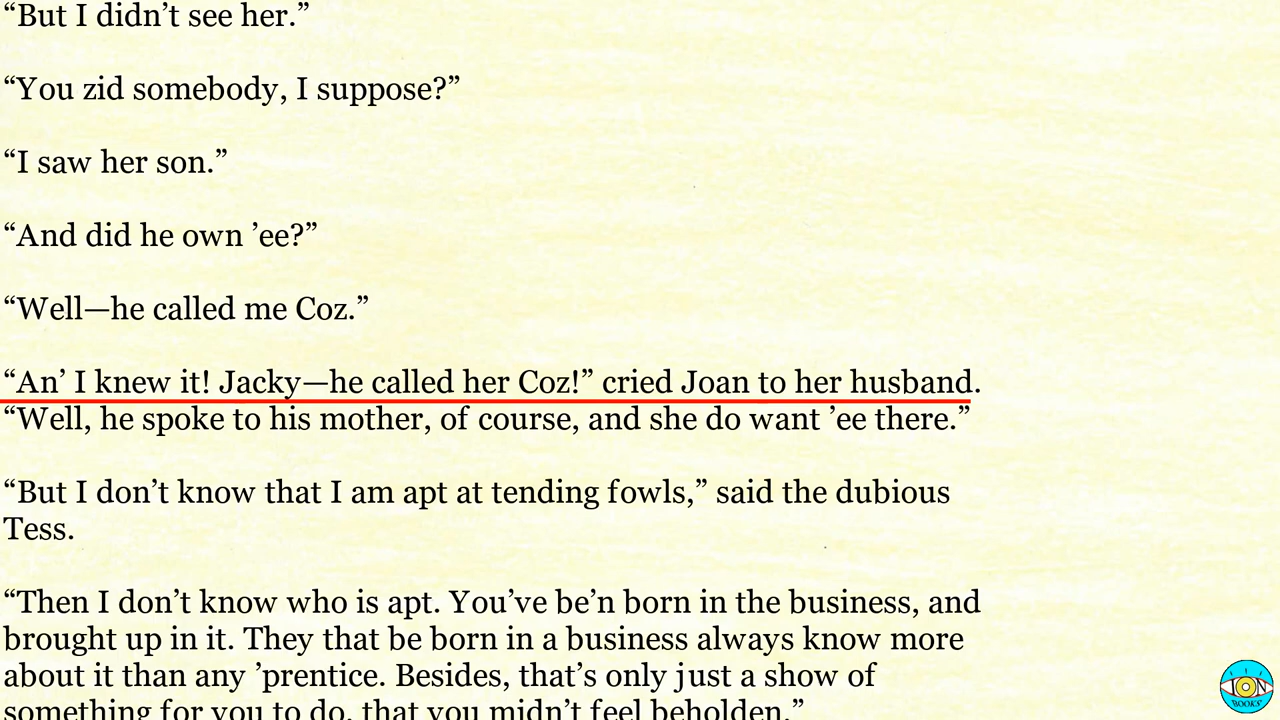 “But I didn’t see her.”
“You zid somebody, I suppose?”
“I saw her son.”
“And did he own ’ee?”
“Well—he called me Coz.”
“An’ I knew it! Jacky—he called her Coz!” cried Joan to her husband.
“Well, he spoke to his mother, of course, and she do want ’ee there.”
“But I don’t know that I am apt at tending fowls,” said the dubious
Tess.
“Then I don’t know who is apt. You’ve be’n born in the business, and
brought up in it. They that be born in a business always know more
about it than any ’prentice. Besides, that’s only just a show of
something for you to do, that you midn’t feel beholden.”
ION
BOOKS